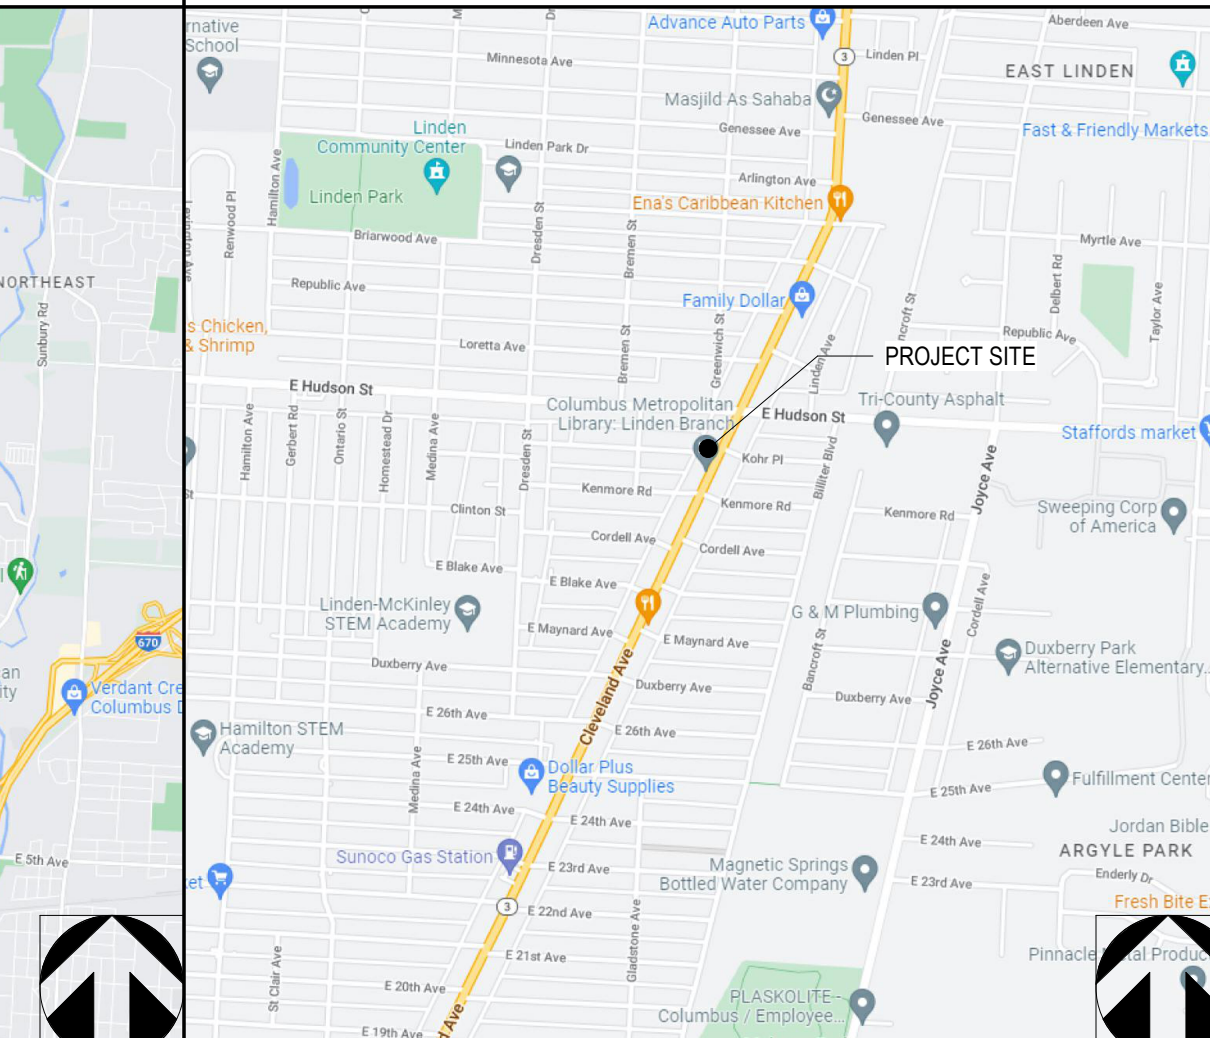 rnative
School
Advance Auto Parts
Aberdeen Ave
3
Linden Pl
Minnesota Ave
EAST LINDEN
Masjild As Sahaba
Linden
Community Center
Genessee Ave
Genessee Ave
Fast & Friendly Markets
Linden Park Dr
Hamilton Ave
Arlington Ave
Linden Park
Ena's Caribbean Kitchen
Renwood Pl
Lexington Ave
Dresden St
Bremen St
Briarwood Ave
Myrtle Ave
NORTHEAST
Republic Ave
Family Dollar
Delbert Rd
Taylor Ave
Sunbury Rd
s Chicken,
& Shrimp
Loretta Ave
Bremen St
Greenwich St
Linden Ave
ncroft St
Republic Ave
PROJECT SITE
E Hudson St
Columbus Metropolitan
Library: Linden Branch
E Hudson St
Tri-County Asphalt
Staffords market
Hamilton Ave
Gerbert Rd
Ontario St
Homestead Dr
Medina Ave
Dresden St
Kohr Pl
Billiter Blvd
Joyce Ave
St
Kenmore Rd
Kenmore Rd
Kenmore Rd
Clinton St
Sweeping Corp
of America
Cordell Ave
Cordell Ave
E Blake Ave
E Blake Ave
Linden-McKinley
STEM Academy
G & M Plumbing
Cordell Ave
E Maynard Ave
E Maynard Ave
670
Duxberry Park
Alternative Elementary...
Duxberry Ave
Bancroft St
Joyce Ave
an
ity
Verdant Cre
Columbus
Duxberry Ave
Duxberry Ave
Cleveland Ave
E 26th Ave
Hamilton STEM
Academy
E 26th Ave
E 26th Ave
E 25th Ave
Medina Ave
Dollar Plus
Beauty Supplies
Fulfillment Center
E 25th Ave
E 24th Ave
E 24th Ave
Jordan Bible
E 24th Ave
ARGYLE PARK
E 5th Ave
Sunoco Gas Station
E 23rd Ave
Magnetic Springs
Bottled Water Company
E 23rd Ave
Enderly Dr
et
Fresh Bite E
3
E 22nd Ave
Gladstone Ave
E 21st Ave
St Clair Ave
Pinnacle
tal Produc
E 20th Ave
PLASKOLITE -
Columbus / Employee...
E 19th Ave
d Ave